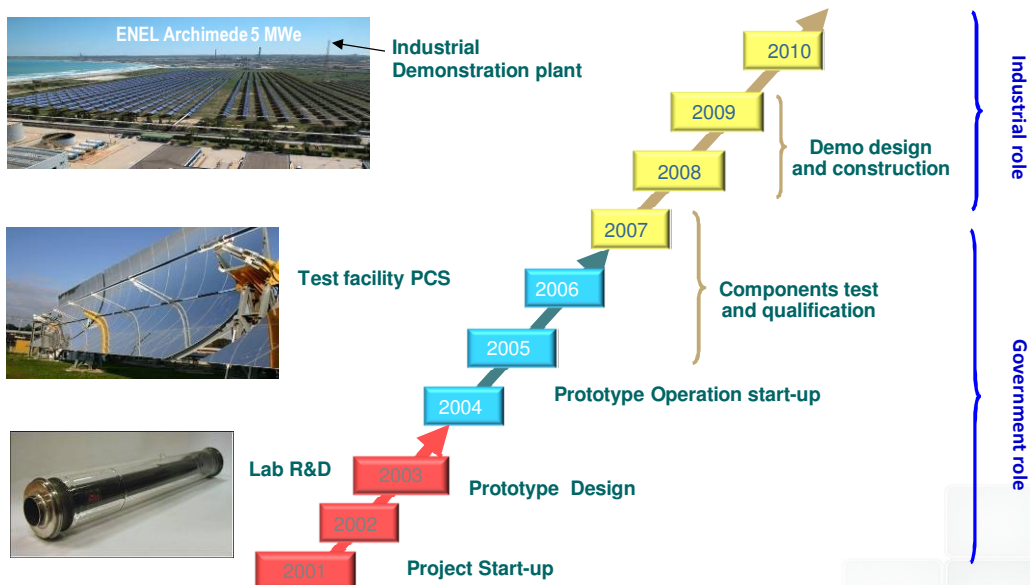 ENEL Archimede 5 MWe
Industrial
Demonstration plant
2010
2009
Demo design
and construction
2008
2007
Industrial role
Test facility PCS
2006
Components test
and qualification
2005
Prototype Operation start-up
2004
Government role
Lab R&D
2003
Prototype Design
2002
2001
Project Start-up